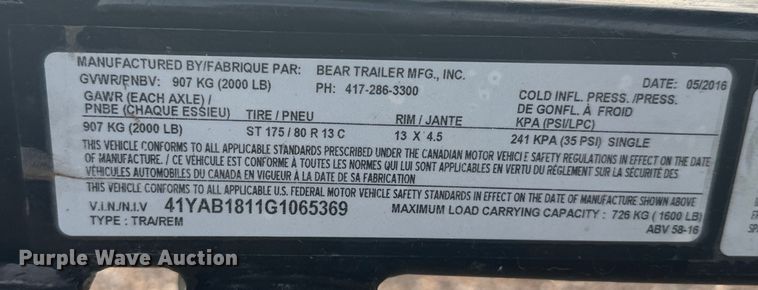 MANUFACTURED BY/FABRIQUE PAR: BEAR TRAILER MFG., INC.
GVWR/PNBV: 907 KG (2000 LB) PH: 417-286-3300 DATE: 05/2016
GAWR (EACH AXLE)/ COLD INFL. PRESS./PRESS.
PNBE (CHAQUE ESSIEU) TIRE / PNEU RIM / JANTE DE GONFL. À FROID
KPA (PSI/LPC)
907 KG (2000 LB) ST 175/80 R 13 C 13 X 4.5 241 KPA (35 PSI) SINGLE
THIS VEHICLE CONFORMS TO ALL APPLICABLE STANDARDS PRESCRIBED UNDER THE CANADIAN MOTOR VEHICLE SAFETY REGULATIONS IN EFFECT ON THE DATE
OF MANUFACTURE. / CE VÉHICULE EST CONFORME À TOUTES LES NORMES QUI LUI SONT APPLICABLES EN VERTU DU RÈGLEMENT SUR LA SÉCURITÉ DES
VÉHICULES AUTOMOBILES DU CANADA EN VIGUEUR À LA DATE DE SA FABRICATION
THIS VEHICLE CONFORMS TO ALL APPLICABLE U.S. FEDERAL MOTOR VEHICLE SAFETY STANDARDS IN EFFECT ON THE DATE OF MANUFACTURE SHOWN ABOVE
V.I.N./N.I.V 41YAB1811G1065369 MAXIMUM LOAD CARRYING CAPACITY : 726 KG ( 1600 LB)
TYPE : TRA/REM ABV 58-16
Purple Wave Auction